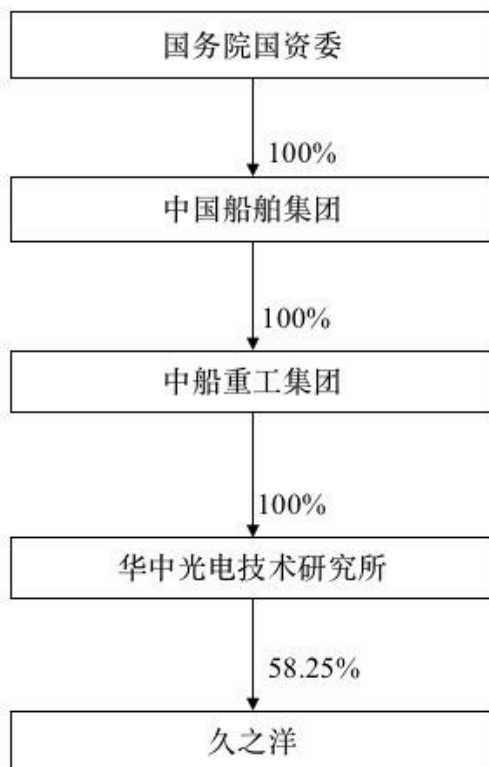 国务院国资委
100%
中国船舶集团
100%
中船重工集团
100%
华中光电技术研究所
58.25%
久之洋